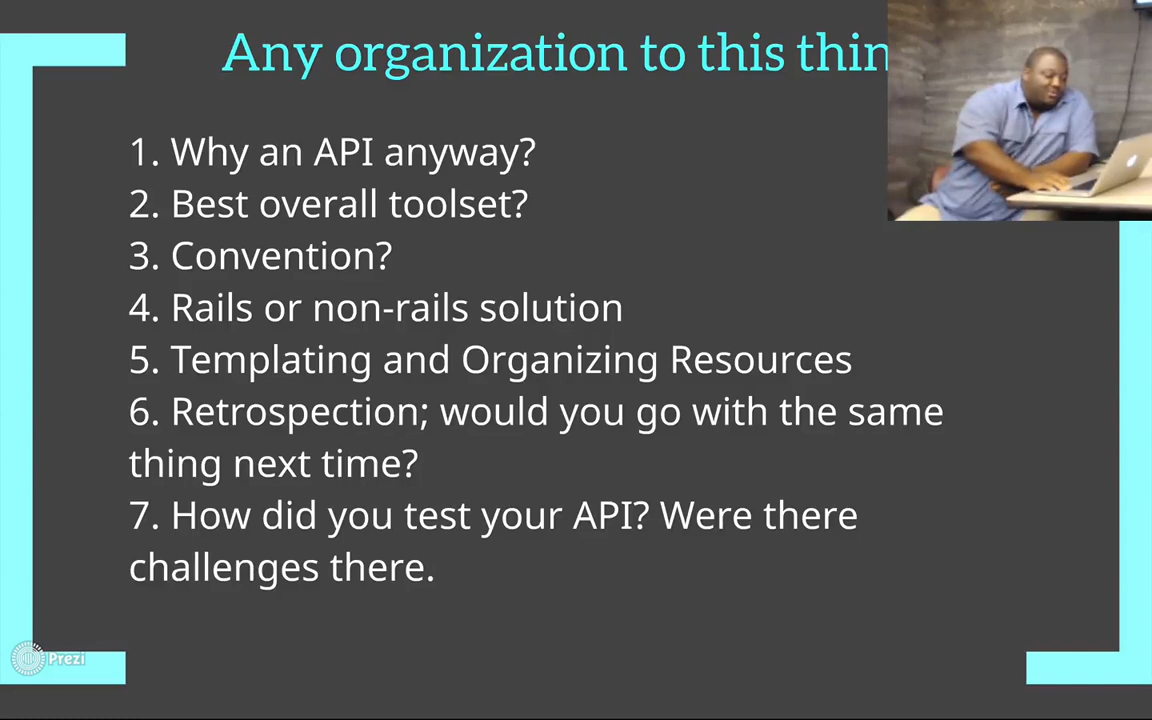 Any organization to this thin
1. Why an API anyway?
2. Best overall toolset?
3. Convention?
4. Rails or non-rails solution
5. Templating and Organizing Resources
6. Retrospection; would you go with the same
thing next time?
7. How did you test your API? Were there
challenges there.
Prezi